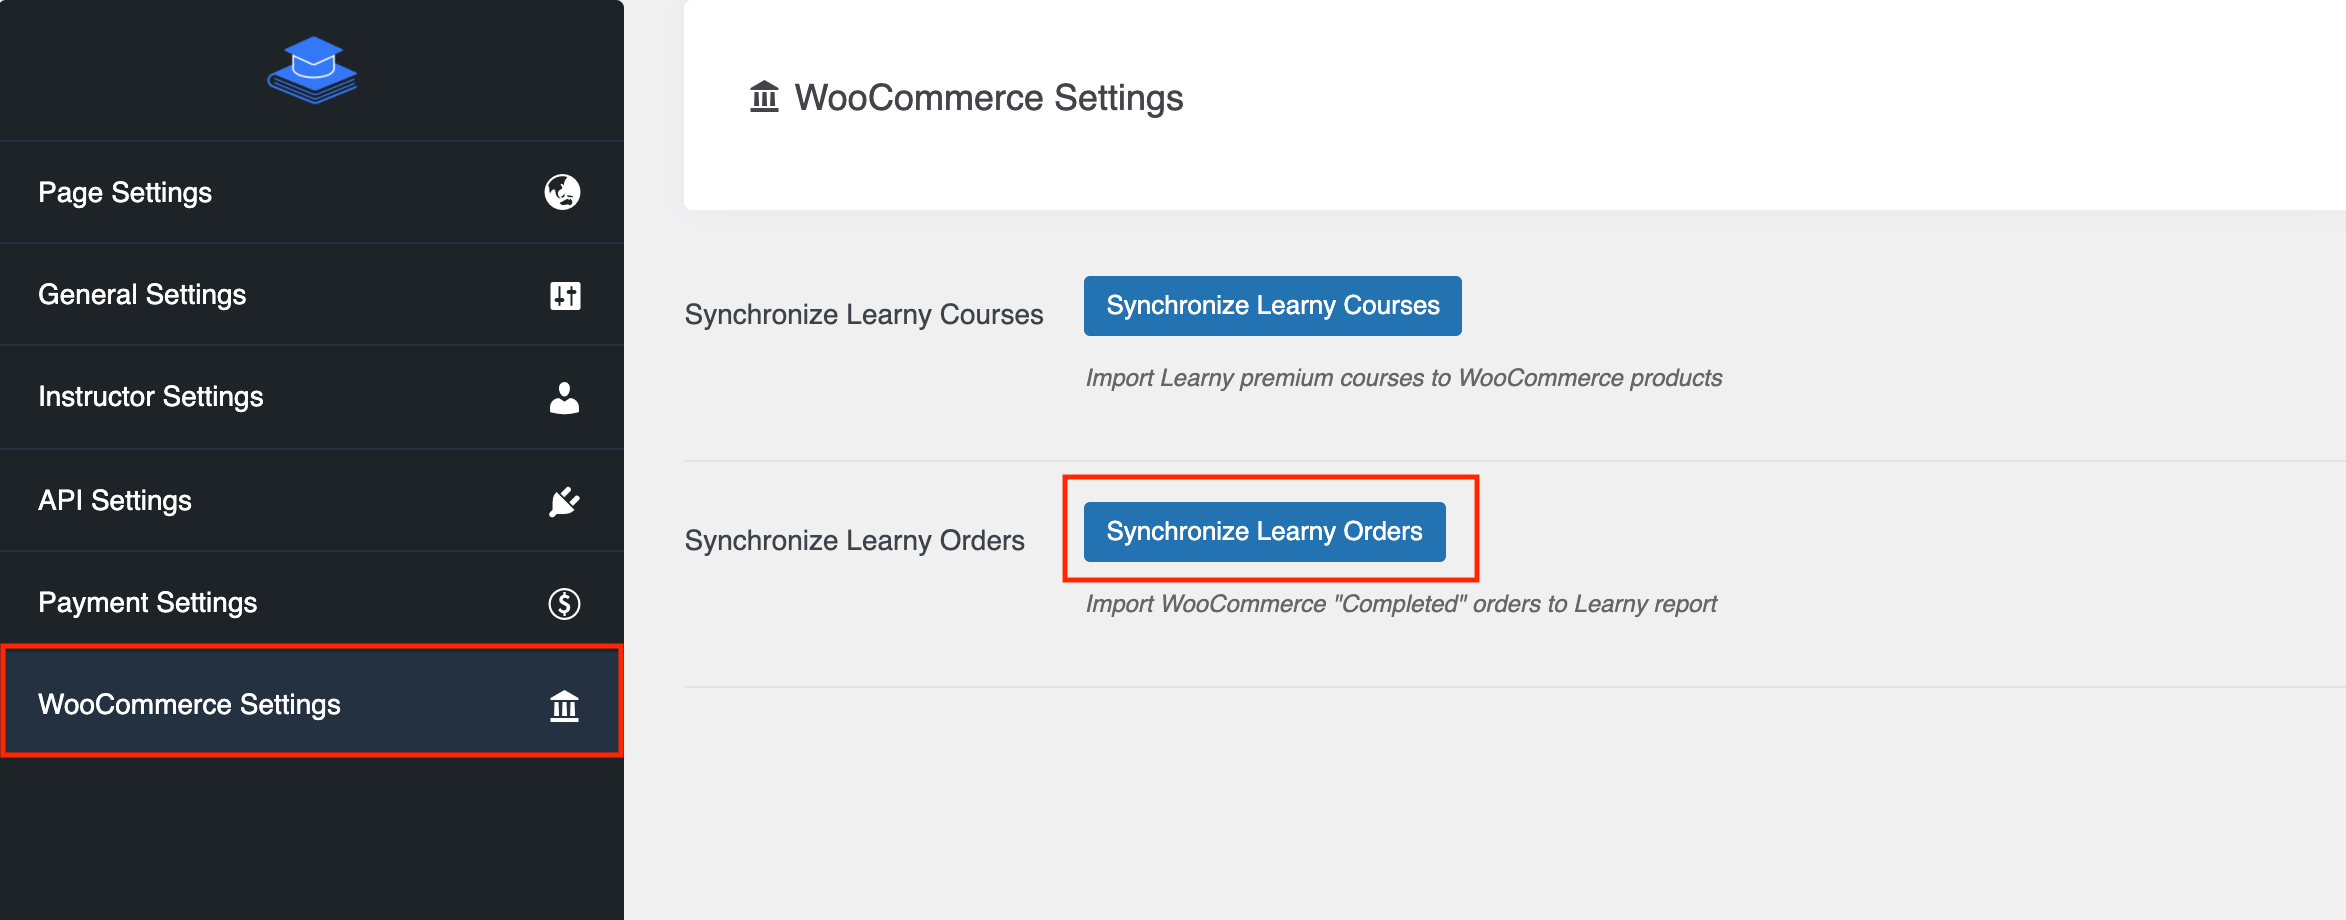 Page Settings
General Settings
Instructor Settings
API Settings
Payment Settings
WooCommerce Settings
WooCommerce Settings
Synchronize Learny Courses
Synchronize Learny Courses
Import Learny premium courses to WooCommerce products
Synchronize Learny Orders
Synchronize Learny Orders
Import WooCommerce "Completed" orders to Learny report